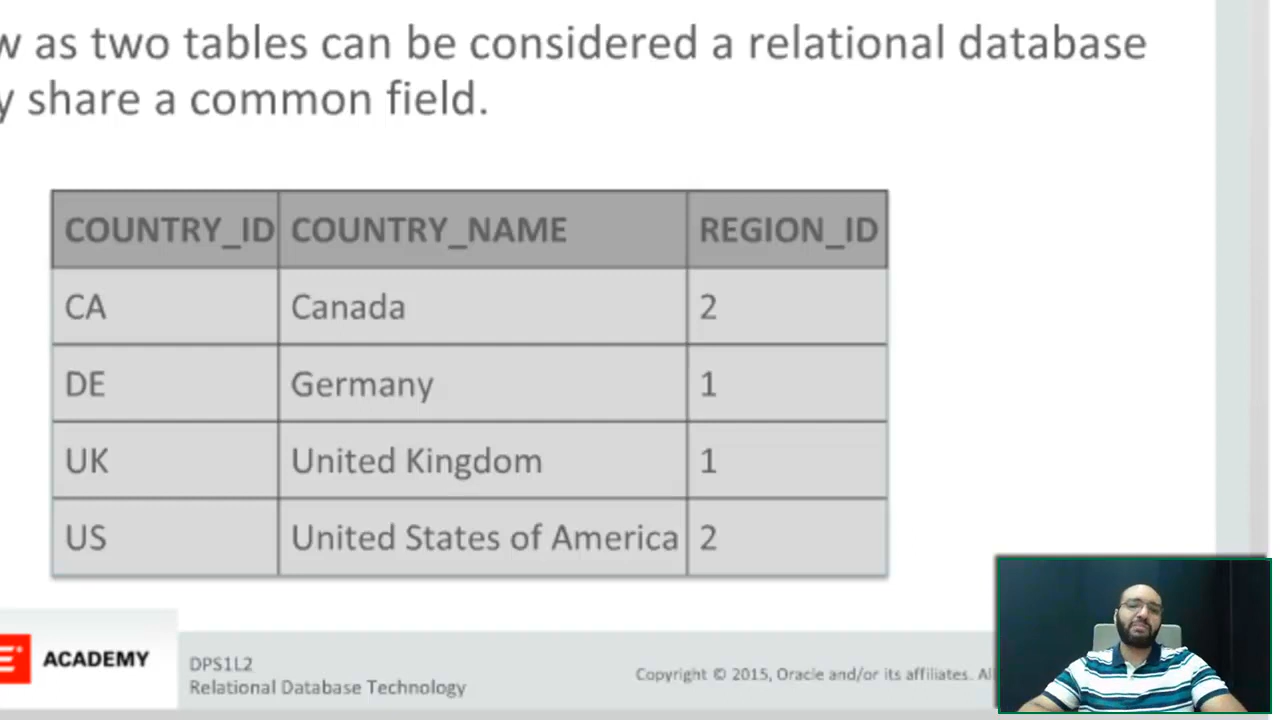 as two tables can be considered a relational database
share a common field.
COUNTRY_ID COUNTRY_NAME REGION_ID
CA Canada 2
DE Germany 1
UK United Kingdom 1
US United States of America 2
ACADEMY
DPS1L2
Relational Database Technology
Copyright © 2015, Oracle and/or its affiliates.